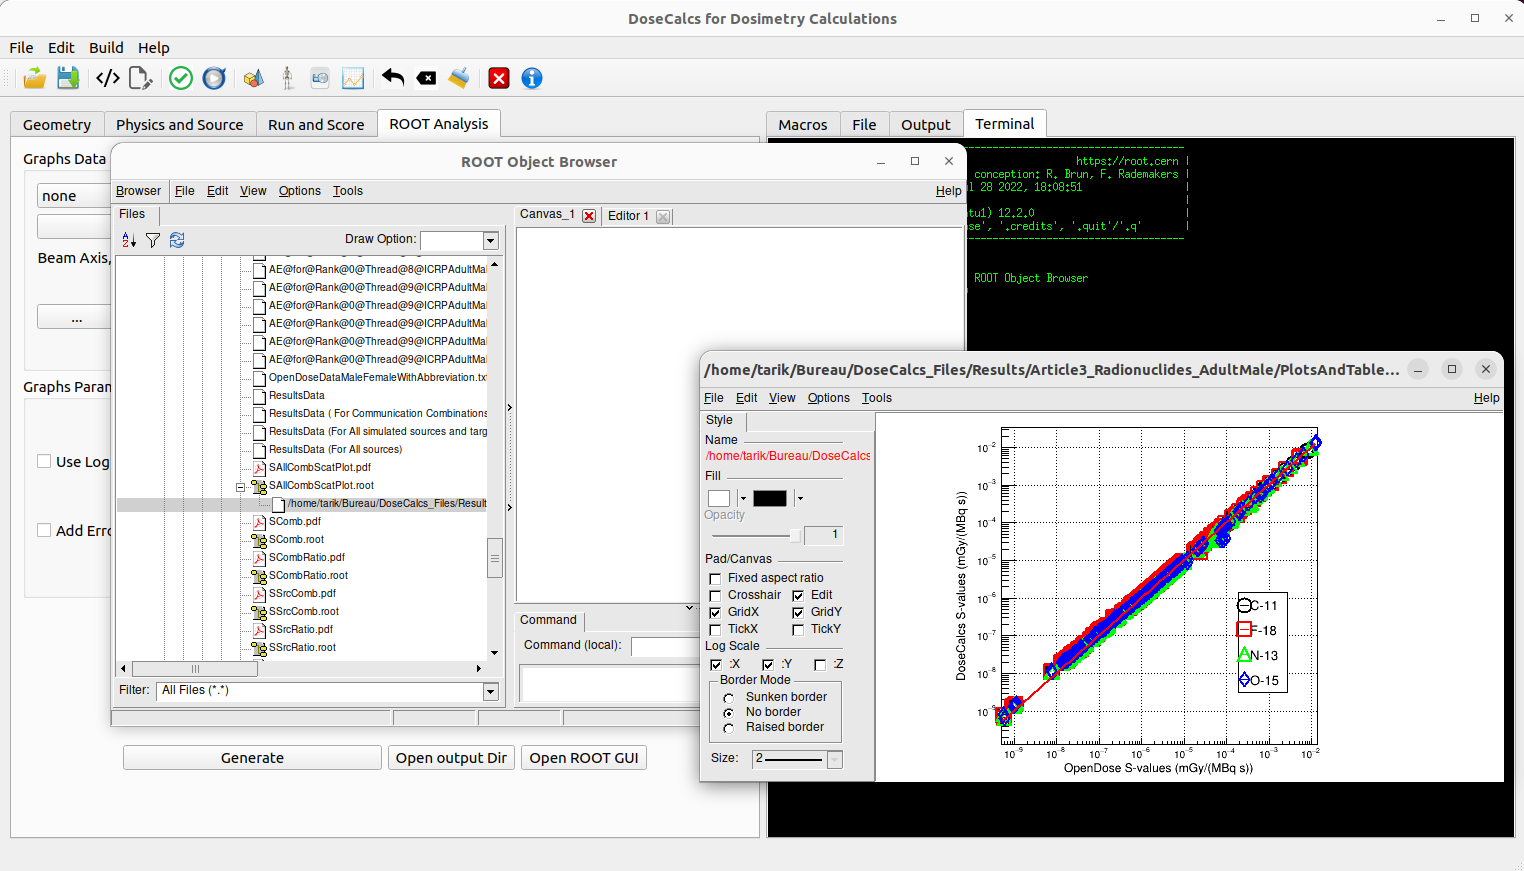 DoseCalcs for Dosimetry Calculations
File Edit Build Help
Geometry Physics and Source Run and Score ROOT Analysis
Macros File Output Terminal
Graphs Data
none
Beam Axis,
...
Graphs Param
Use Log
Add Erro
Generate Open output Dir Open ROOT GUI
https://root.cern |
conception: R. Brun, F. Rademakers |
28 2022, 18:08:51 |
12.2.0 |
'.credits', '.quit'/'.q' |
ROOT Object Browser
ROOT Object Browser
Browser File Edit View Options Tools Help
Files
Draw Option:
AE@for@Rank@0@Thread@8@ICRPAdultMal
AE@for@Rank@0@Thread@9@ICRPAdultMal
AE@for@Rank@0@Thread@9@ICRPAdultMal
AE@for@Rank@0@Thread@9@ICRPAdultMal
AE@for@Rank@0@Thread@9@ICRPAdultMal
AE@for@Rank@0@Thread@9@ICRPAdultMal
OpenDoseDataMaleFemaleWithAbbreviation.txt
ResultsData
ResultsData ( For Communication Combinations
ResultsData (For All simulated sources and targ
ResultsData (For All sources)
SAllCombScatPlot.pdf
SAllCombScatPlot.root
/home/tarik/Bureau/DoseCalcs_Files/Result
SComb.pdf
SComb.root
SCombRatio.pdf
SCombRatio.root
SSrcComb.pdf
SSrcComb.root
SSrcRatio.pdf
SSrcRatio.root
Filter: All Files (*.*)
Canvas_1 Editor 1
Command
Command (local):
/home/tarik/Bureau/DoseCalcs_Files/Results/Article3_Radionuclides_AdultMale/PlotsAndTable...
File Edit View Options Tools Help
Style
Name
/home/tarik/Bureau/DoseCalcs
Fill
Opacity
1
Pad/Canvas
Fixed aspect ratio
Crosshair Edit
GridX GridY
TickX TickY
Log Scale
:X :Y :Z
Border Mode
Sunken border
No border
Raised border
Size: 2
DoseCalcs S-values (mGy/(MBq s))
10⁻²
10⁻³
10⁻⁴
10⁻⁵
10⁻⁶
10⁻⁷
10⁻⁸
10⁻⁹
C-11
F-18
N-13
O-15
10⁻⁹ 10⁻⁸ 10⁻⁷ 10⁻⁶ 10⁻⁵ 10⁻⁴ 10⁻³ 10⁻²
OpenDose S-values (mGy/(MBq s))